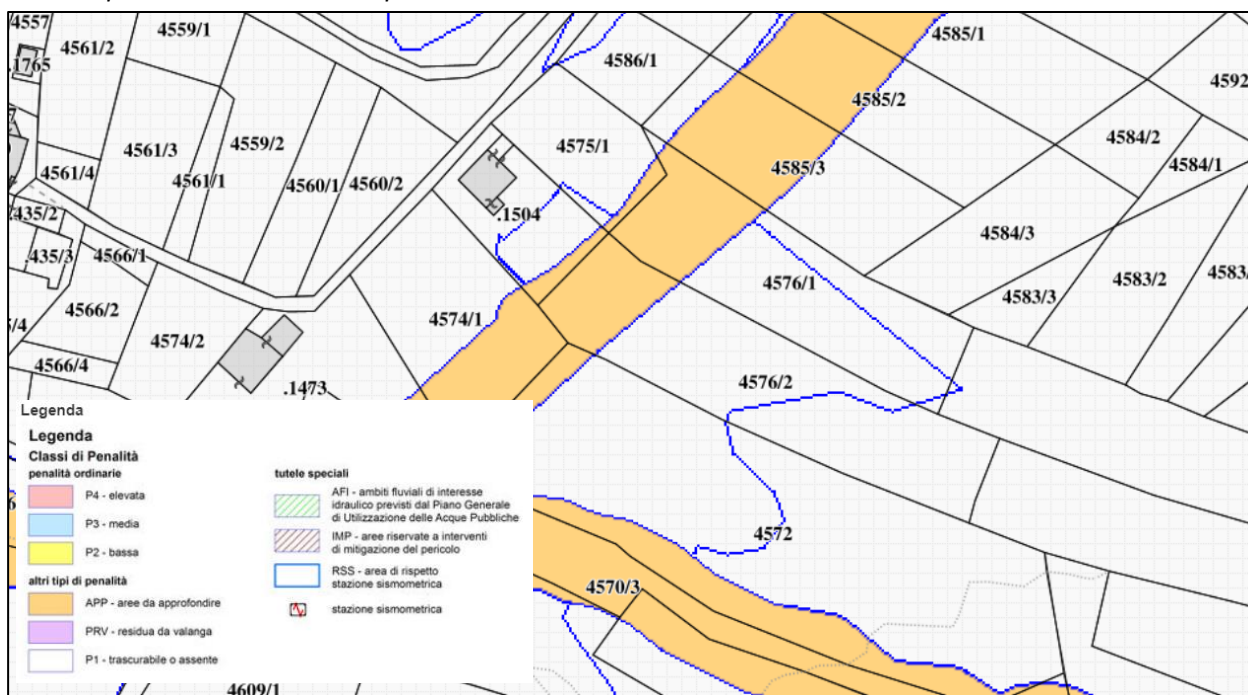 4557
4561/2
4559/1
.1765
4586/1
4585/1
4592
4585/2
4584/2
4584/1
4561/3
4559/2
4575/1
4585/3
4561/4
4561/1
4560/1
4560/2
.435/2
.1504
4584/3
.435/3
4566/1
4576/1
4583/2
4583/
4583/3
4566/2
4574/1
5/4
4574/2
4566/4
4576/2
.1473
4572
4570/3
4609/1
Legenda
Legenda
Classi di Penalità
penalità ordinarie
P4 - elevata
P3 - media
P2 - bassa
altri tipi di penalità
APP - aree da approfondire
PRV - residua da valanga
P1 - trascurabile o assente
tutele speciali
AFI - ambiti fluviali di interesse
idraulico previsti dal Piano Generale
di Utilizzazione delle Acque Pubbliche
IMP - aree riservate a interventi
di mitigazione del pericolo
RSS - area di rispetto
stazione sismometrica
stazione sismometrica